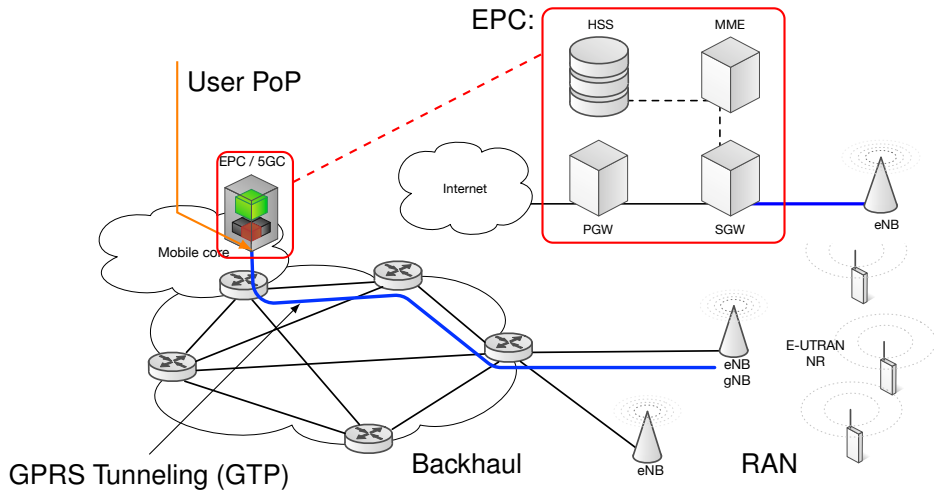 EPC:
HSS
MME
User PoP
EPC / 5GC
Internet
PGW
SGW
eNB
Mobile core
E-UTRAN
NR
eNB
gNB
eNB
GPRS Tunneling (GTP)
Backhaul
RAN